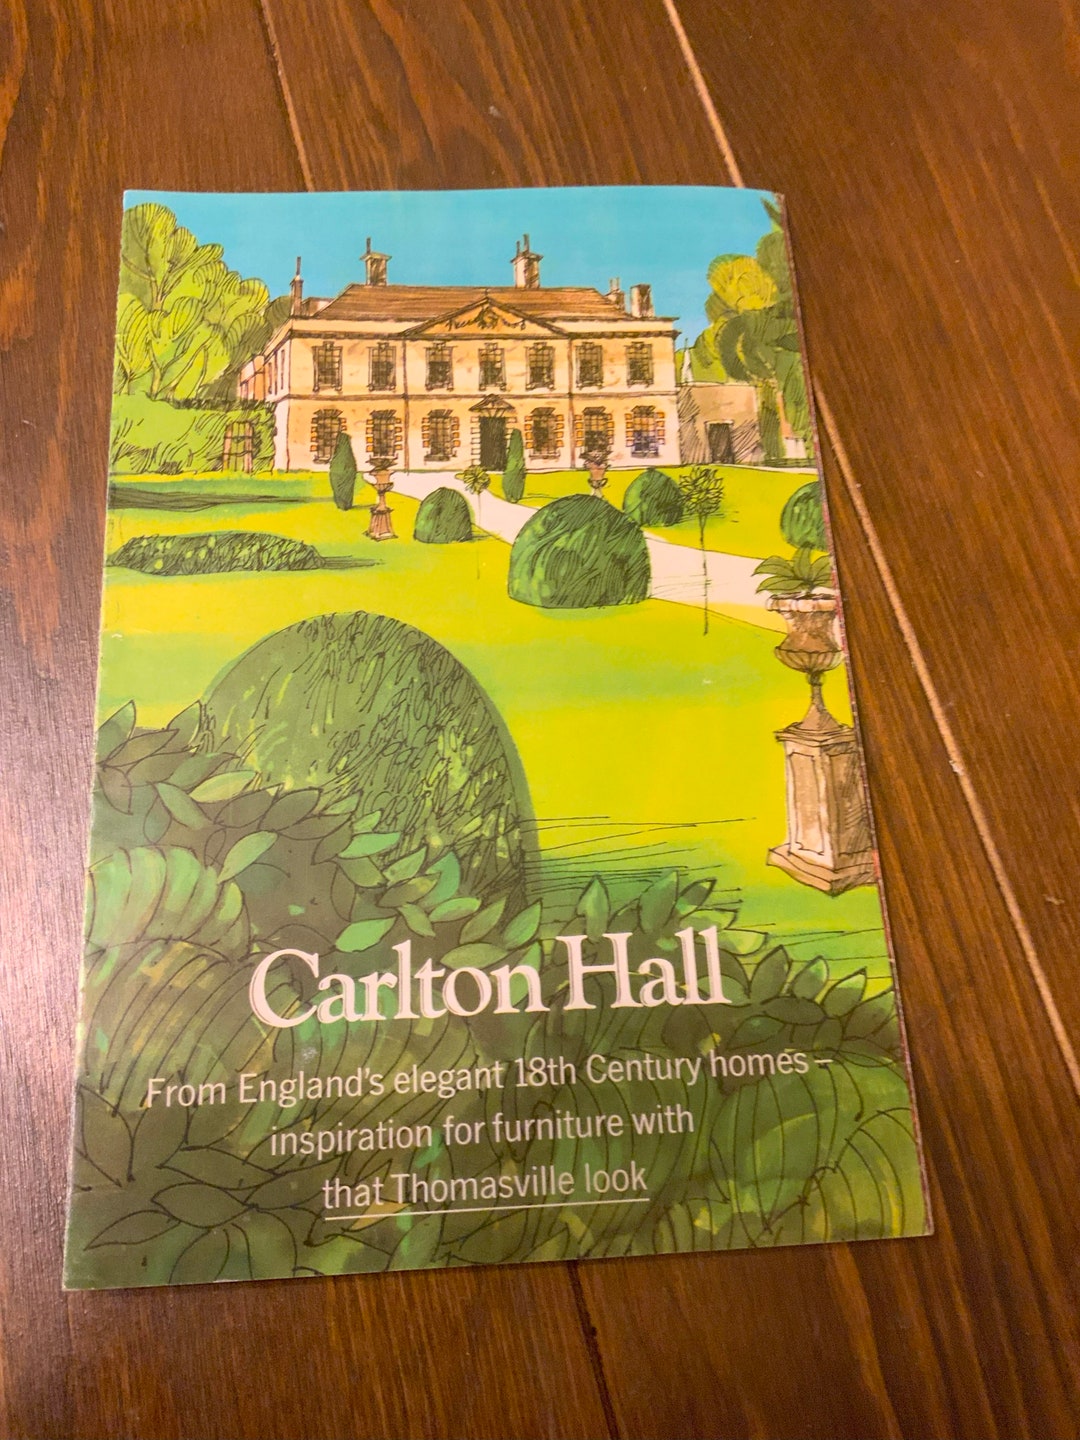 Carlton Hall
From England's elegant 18th Century homes –
inspiration for furniture with
that Thomasville look